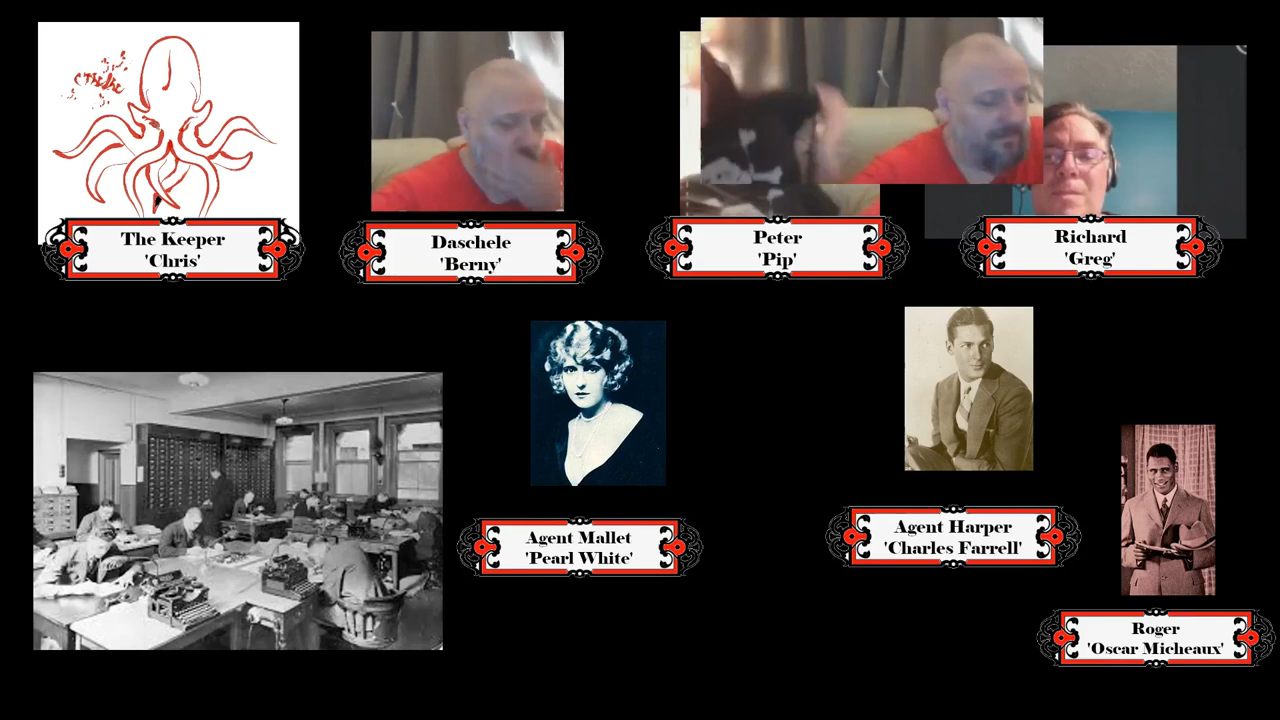 The Keeper
'Chris'
Daschele
'Berny'
Peter
'Pip'
Richard
'Greg'
Agent Mallet
'Pearl White'
Agent Harper
'Charles Farrell'
Roger
'Oscar Micheaux'